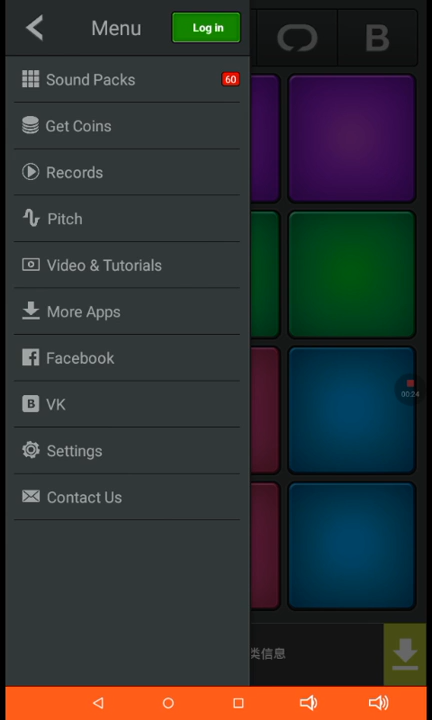 Menu
Log in
B
Sound Packs
60
Get Coins
Records
Pitch
Video & Tutorials
More Apps
Facebook
B VK
00:24
Settings
Contact Us
类信息